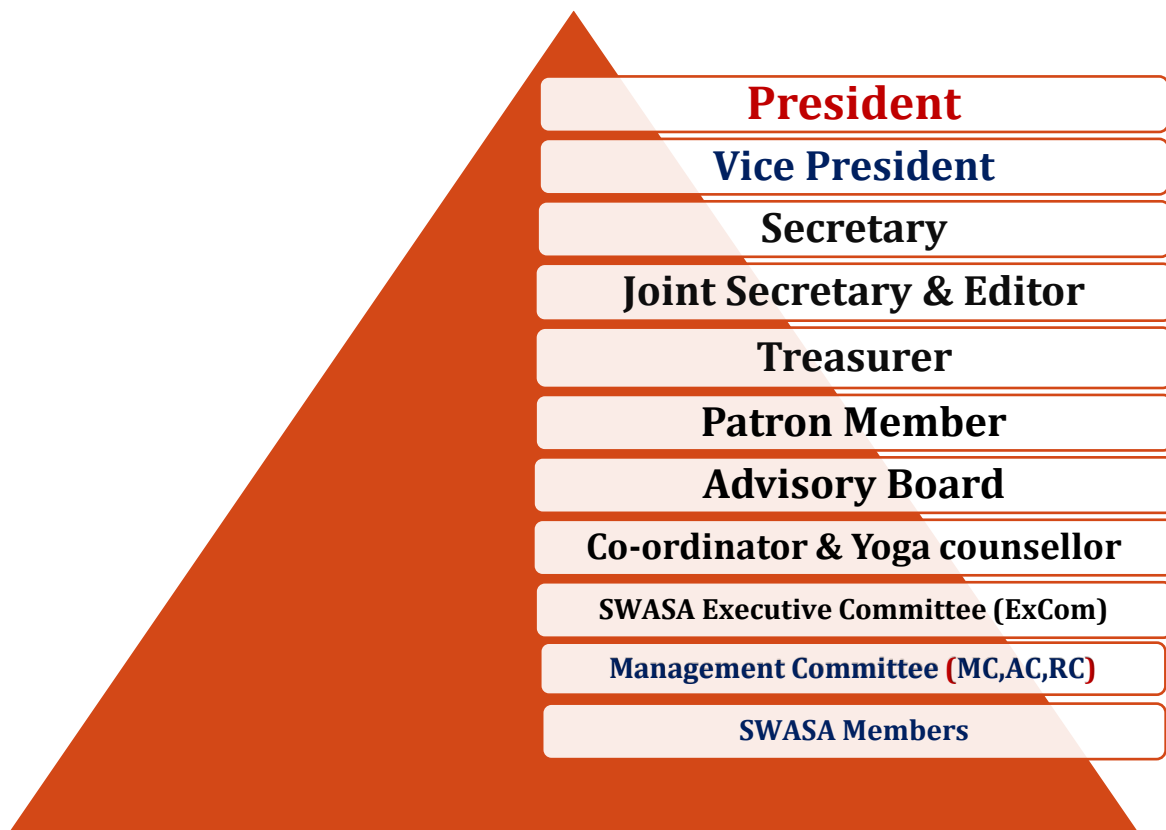 President
Vice President
Secretary
Joint Secretary & Editor
Treasurer
Patron Member
Advisory Board
Co-ordinator & Yoga counsellor
SWASA Executive Committee (ExCom)
Management Committee (MC,AC,RC)
SWASA Members